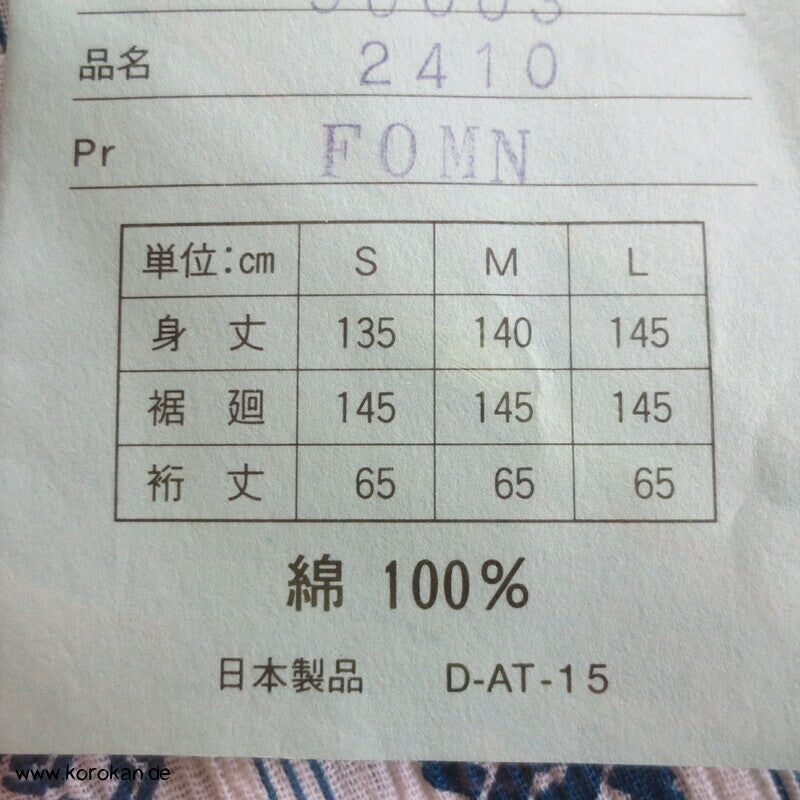 品名 2410
Pr FOMN
単位:cm S M L
身 丈 135 140 145
裾 廻 145 145 145
裄 丈 65 65 65
綿 100%
日本製品 D-AT-15
www.korokan.de